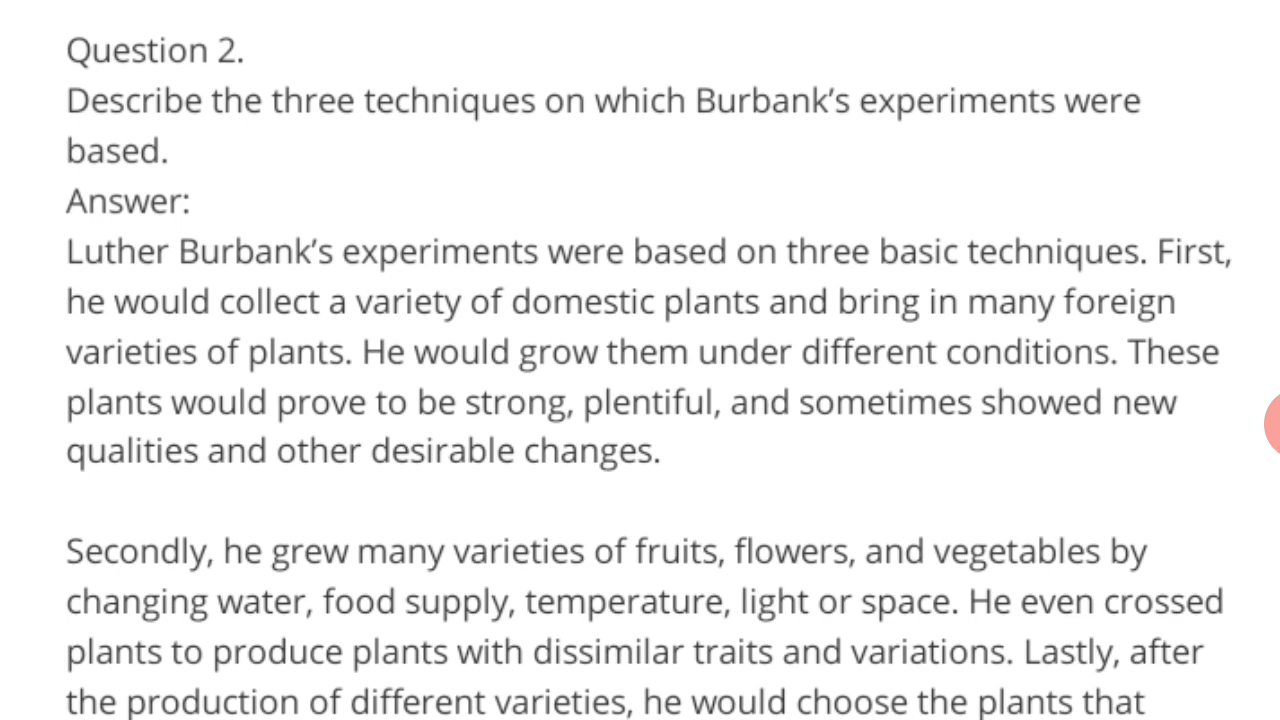 Question 2.
Describe the three techniques on which Burbank’s experiments were
based.
Answer:
Luther Burbank’s experiments were based on three basic techniques. First,
he would collect a variety of domestic plants and bring in many foreign
varieties of plants. He would grow them under different conditions. These
plants would prove to be strong, plentiful, and sometimes showed new
qualities and other desirable changes.
Secondly, he grew many varieties of fruits, flowers, and vegetables by
changing water, food supply, temperature, light or space. He even crossed
plants to produce plants with dissimilar traits and variations. Lastly, after
the production of different varieties, he would choose the plants that